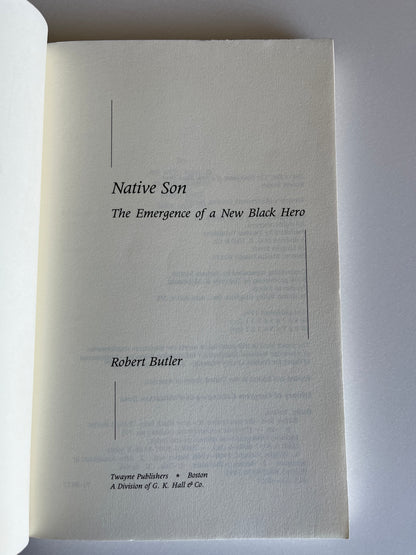 Native Son
The Emergence of a New Black Hero
Robert Butler
Twayne Publishers • Boston
A Division of G. K. Hall & Co.